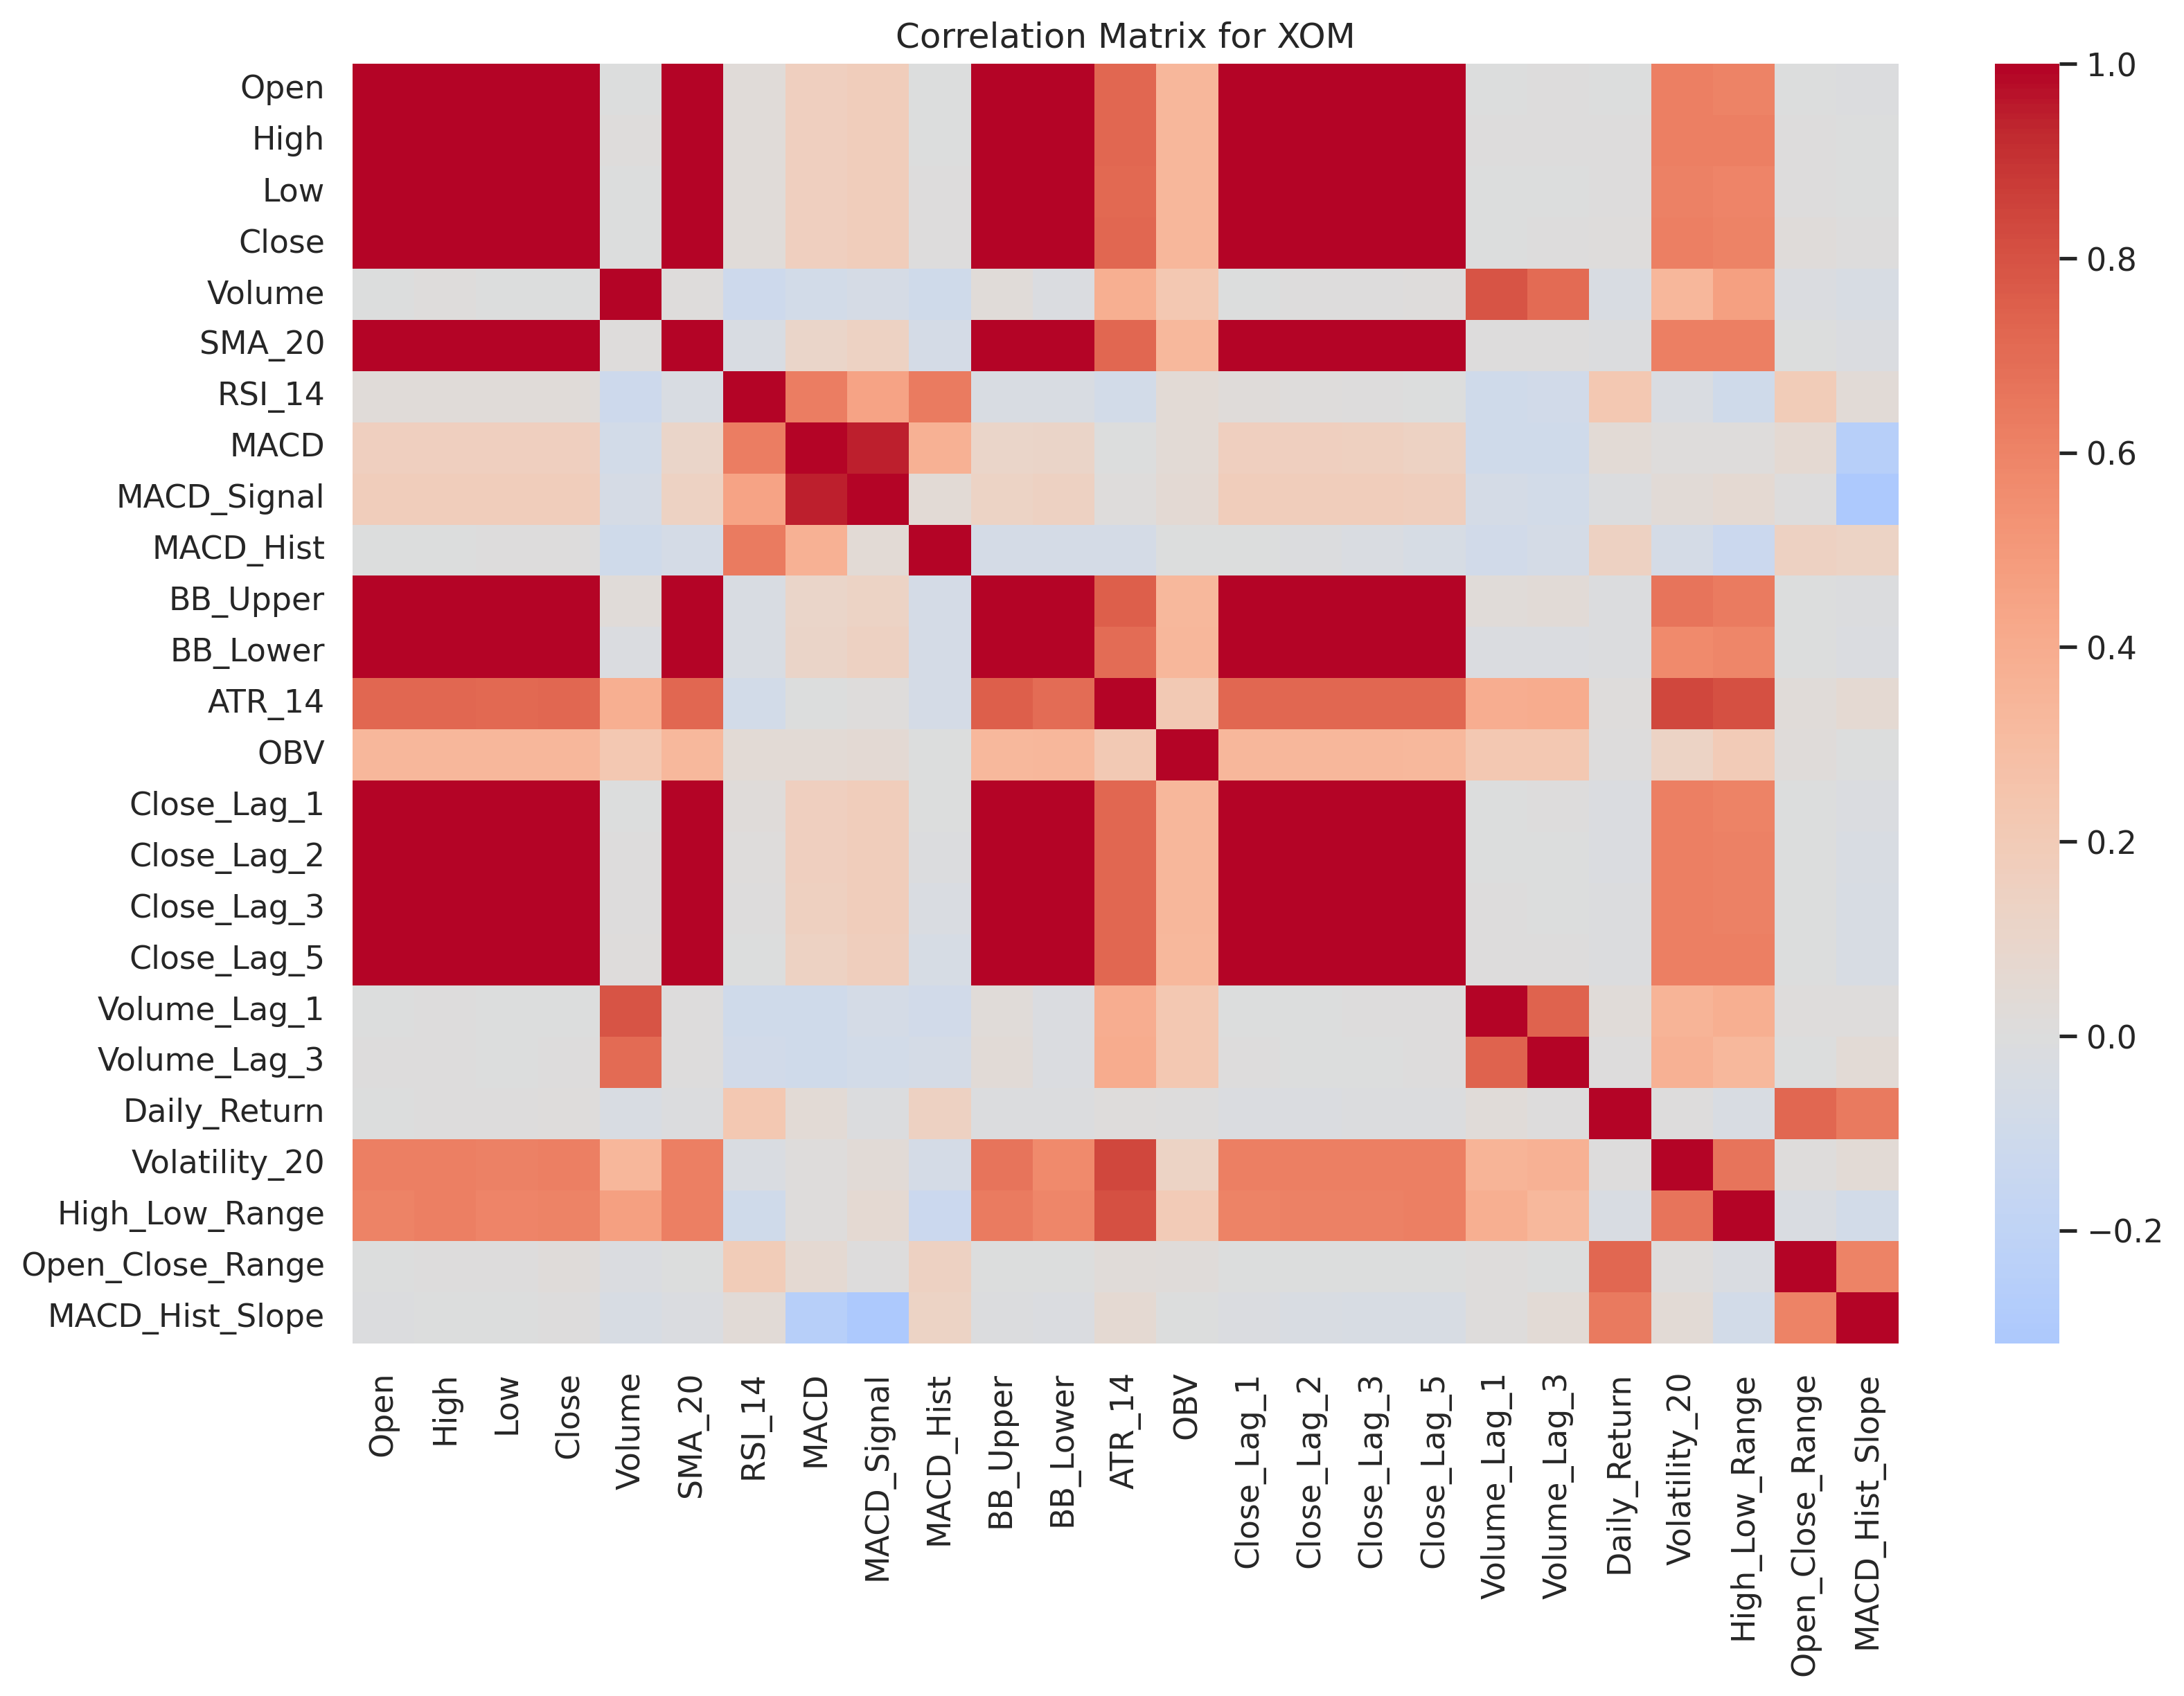 Correlation Matrix for XOM
Open
High
Low
Close
Volume
SMA_20
RSI_14
MACD
MACD_Signal
MACD_Hist
BB_Upper
BB_Lower
ATR_14
OBV
Close_Lag_1
Close_Lag_2
Close_Lag_3
Close_Lag_5
Volume_Lag_1
Volume_Lag_3
Daily_Return
Volatility_20
High_Low_Range
Open_Close_Range
MACD_Hist_Slope
Open
High
Low
Close
Volume
SMA_20
RSI_14
MACD
MACD_Signal
MACD_Hist
BB_Upper
BB_Lower
ATR_14
OBV
Close_Lag_1
Close_Lag_2
Close_Lag_3
Close_Lag_5
Volume_Lag_1
Volume_Lag_3
Daily_Return
Volatility_20
High_Low_Range
Open_Close_Range
MACD_Hist_Slope
1.0
0.8
0.6
0.4
0.2
0.0
−0.2